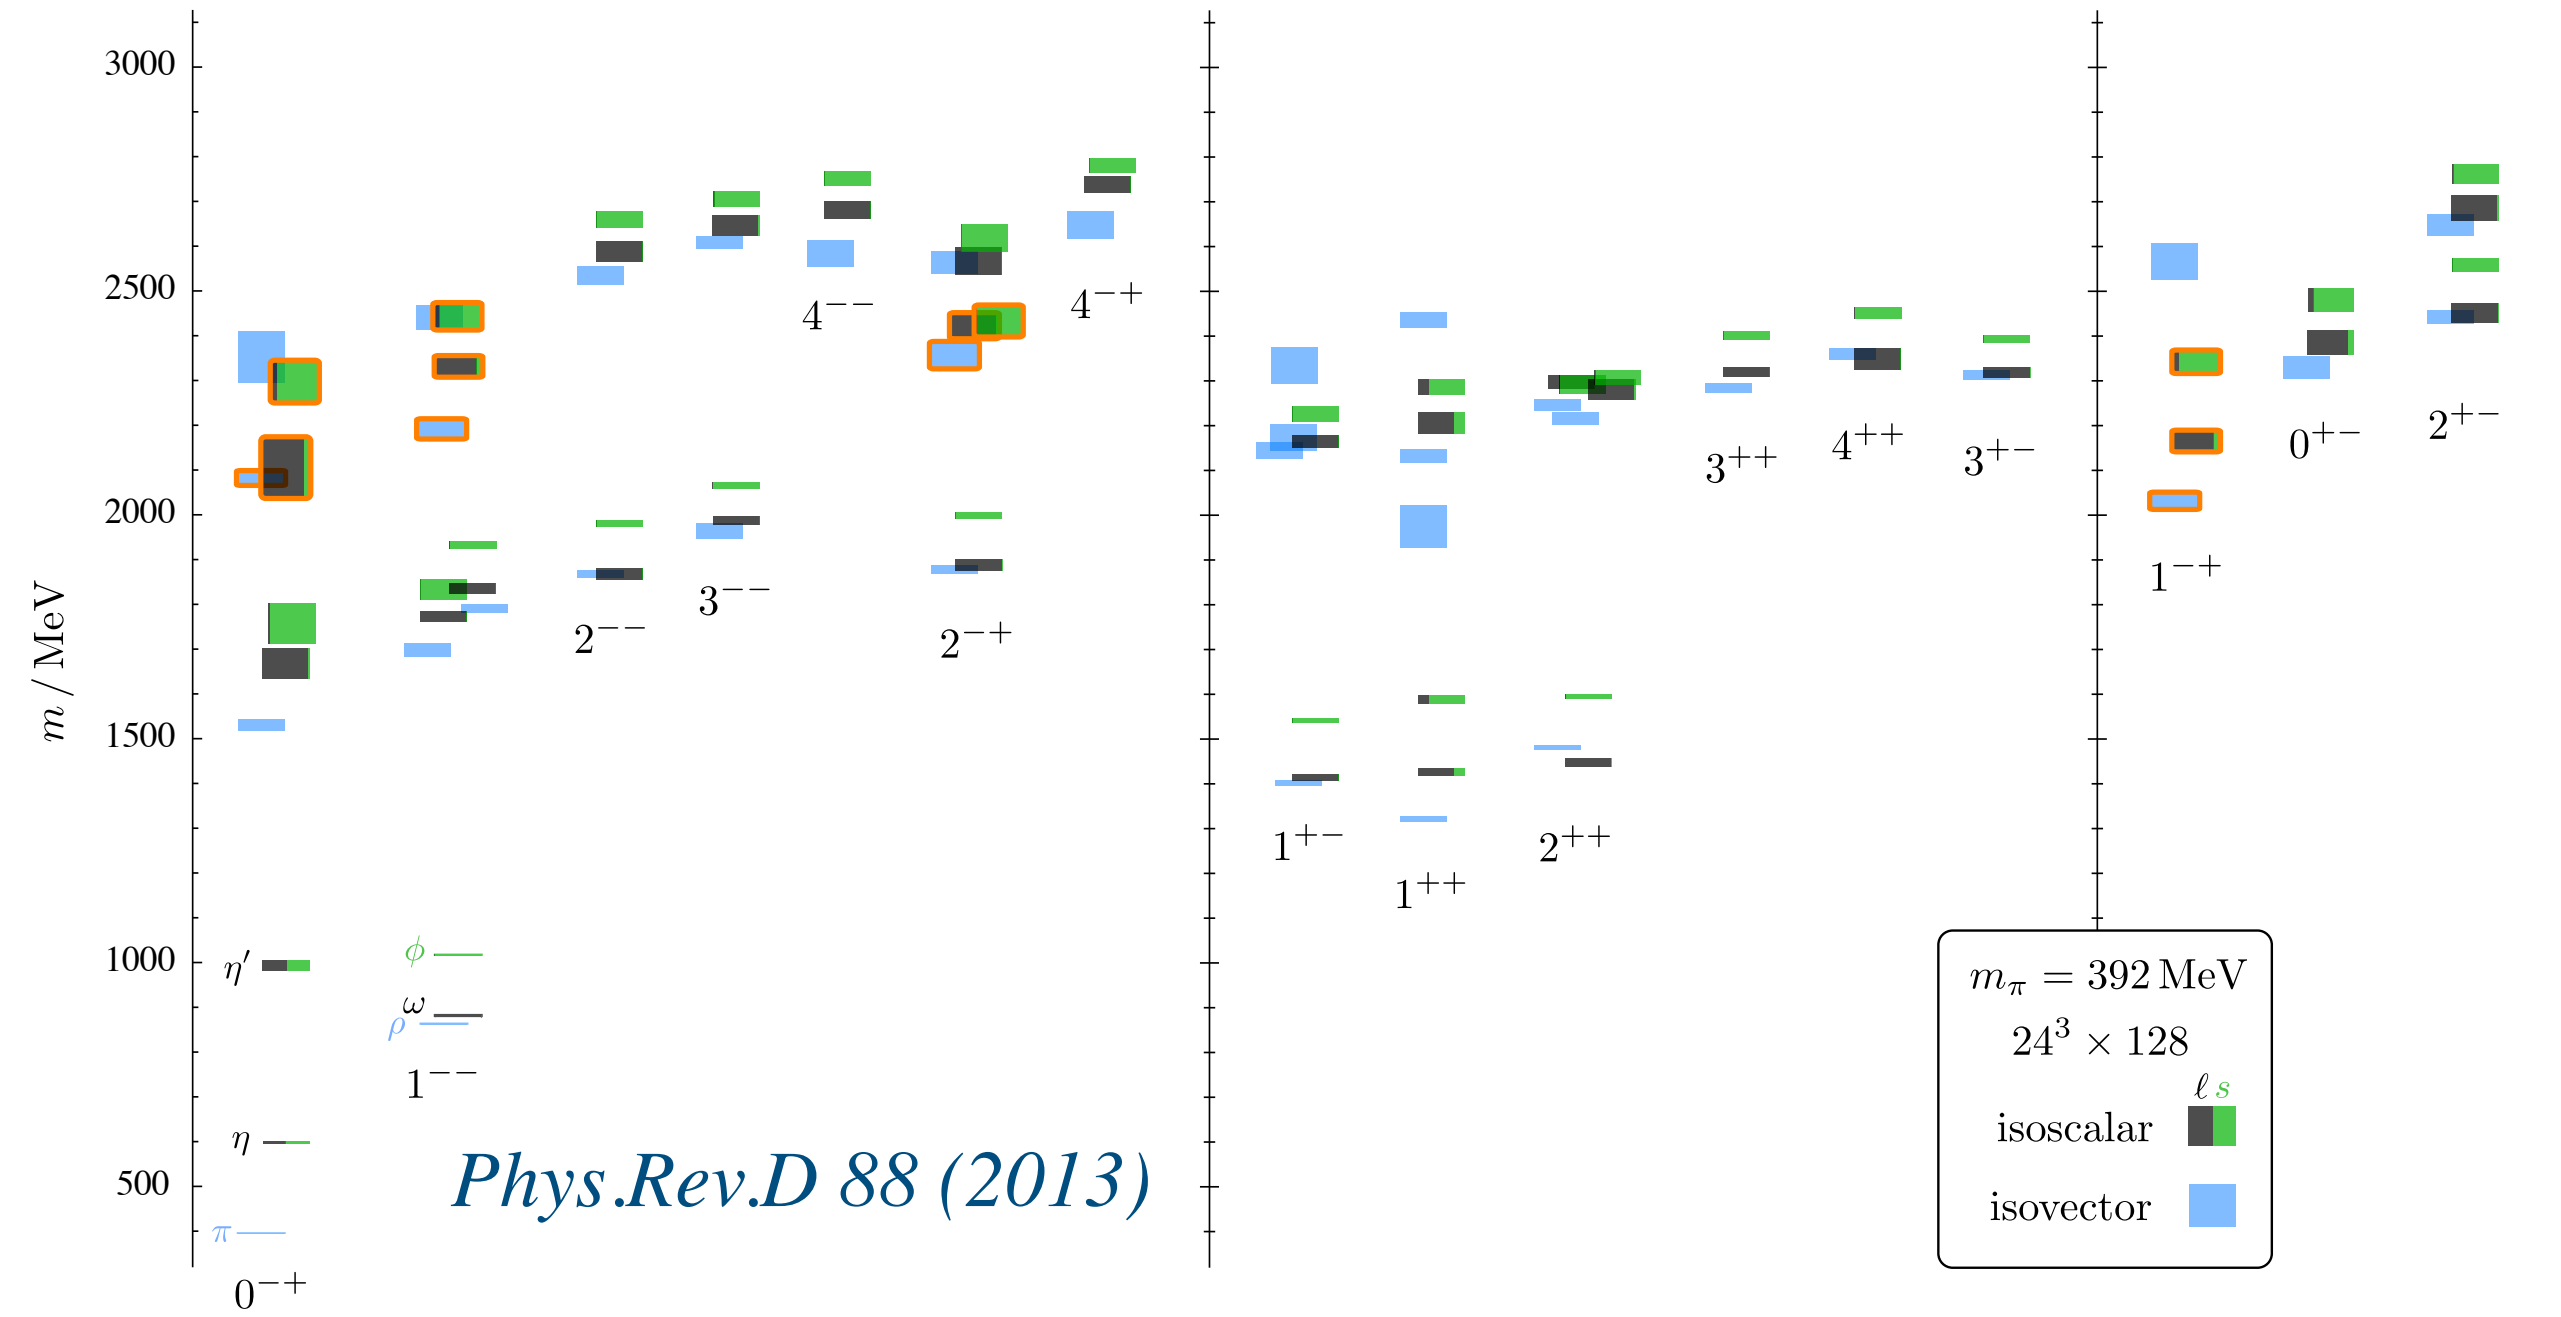 3000
2500
2000
1500
1000
500
m / MeV
4⁻⁻
4⁻⁺
2⁻⁻
3⁻⁻
2⁻⁺
η′
ϕ
ω
ρ
1⁻⁻
η
π
0⁻⁺
Phys.Rev.D 88 (2013)
3⁺⁺
4⁺⁺
3⁺⁻
1⁺⁻
1⁺⁺
2⁺⁺
1⁻⁺
0⁺⁻
2⁺⁻
m_π = 392 MeV
24³ × 128
ℓ s
isoscalar
isovector